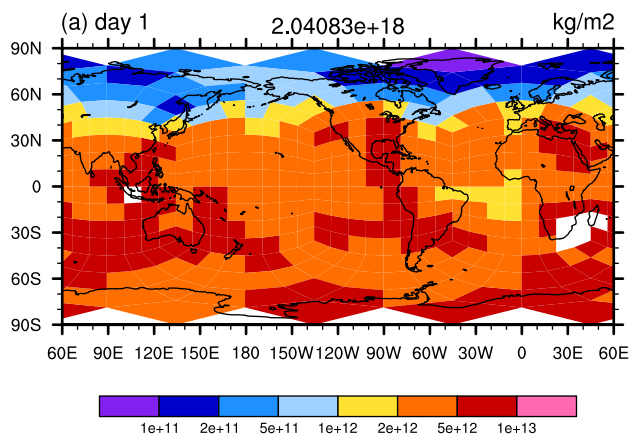 (a) day 1 2.04083e+18 kg/m2
90N
60N
30N
0
30S
60S
90S
60E 90E 120E 150E 180 150W 120W 90W 60W 30W 0 30E 60E
1e+11 2e+11 5e+11 1e+12 2e+12 5e+12 1e+13